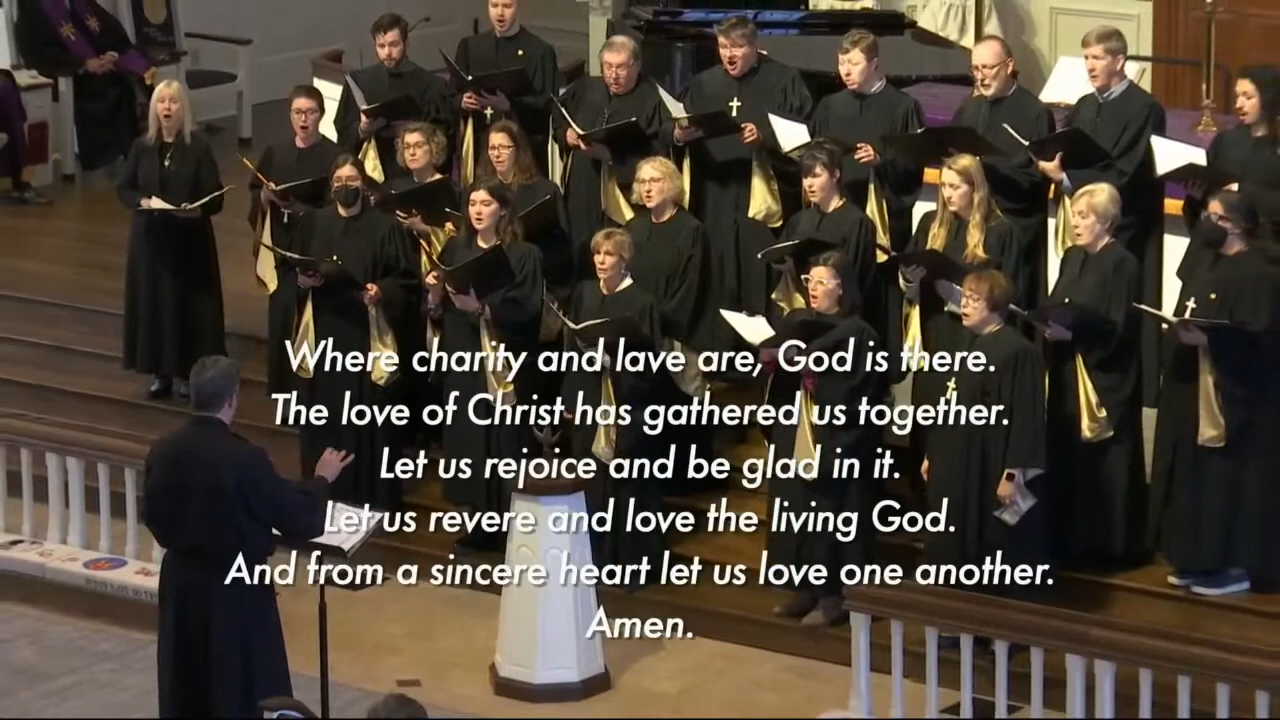 Where charity and lave are, God is there.
The love of Christ has gathered us together.
Let us rejoice and be glad in it.
Let us revere and love the living God.
And from a sincere heart let us love one another.
Amen.